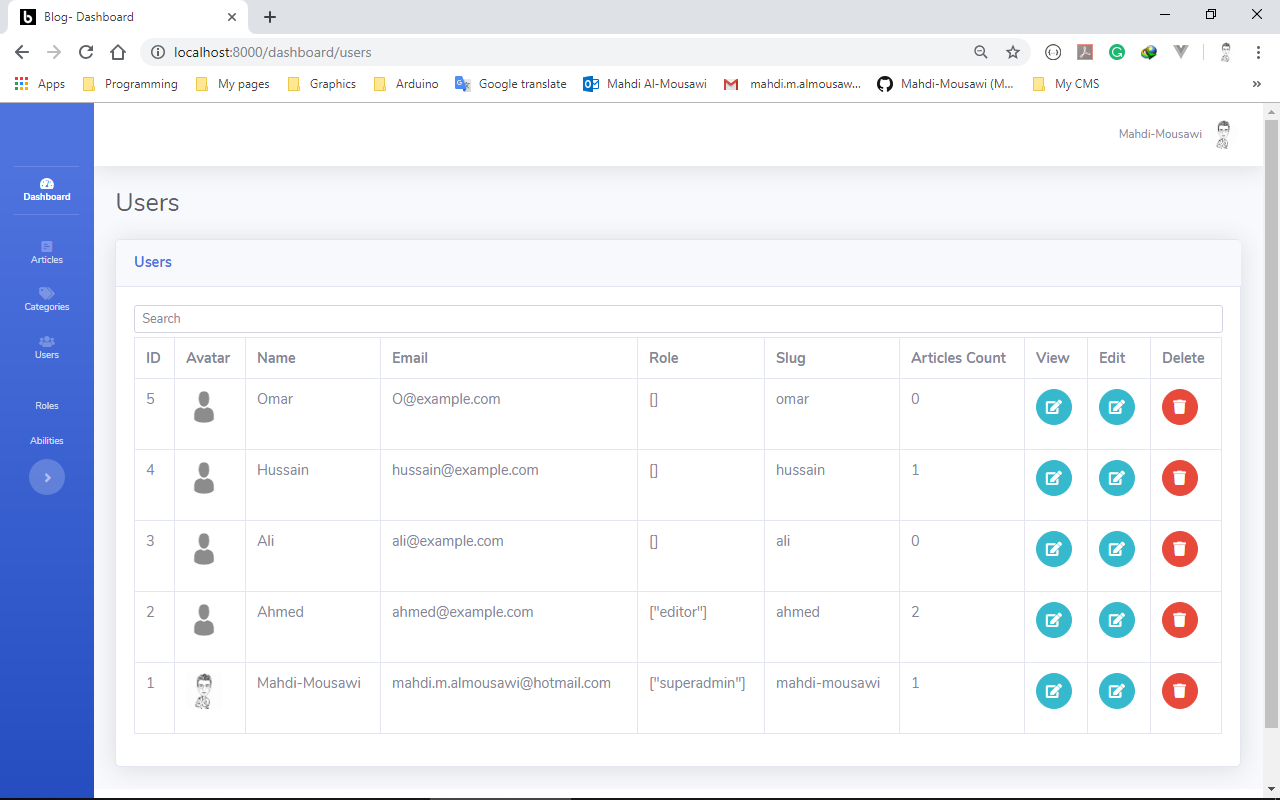 Blog- Dashboard
localhost:8000/dashboard/users
Apps Programming My pages Graphics Arduino Google translate Mahdi Al-Mousawi mahdi.m.almousaw... Mahdi-Mousawi (M... My CMS »
Mahdi-Mousawi
Dashboard
Articles
Categories
Users
Roles
Abilities
Users
Users
Search
ID Avatar Name Email Role Slug Articles Count View Edit Delete
5 Omar O@example.com [] omar 0
4 Hussain hussain@example.com [] hussain 1
3 Ali ali@example.com [] ali 0
2 Ahmed ahmed@example.com ["editor"] ahmed 2
1 Mahdi-Mousawi mahdi.m.almousawi@hotmail.com ["superadmin"] mahdi-mousawi 1